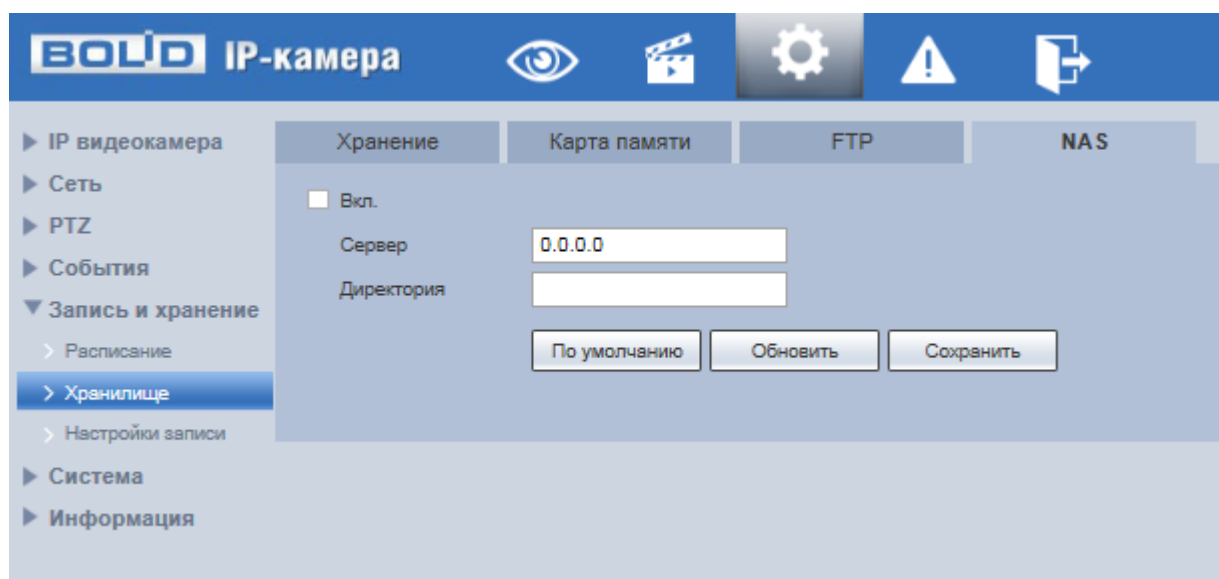 BOLID IP-камера
IP видеокамера
Сеть
PTZ
События
Запись и хранение
Расписание
Хранилище
Настройки записи
Система
Информация
Хранение Карта памяти FTP NAS
Вкл.
Сервер 0.0.0.0
Директория
По умолчанию Обновить Сохранить